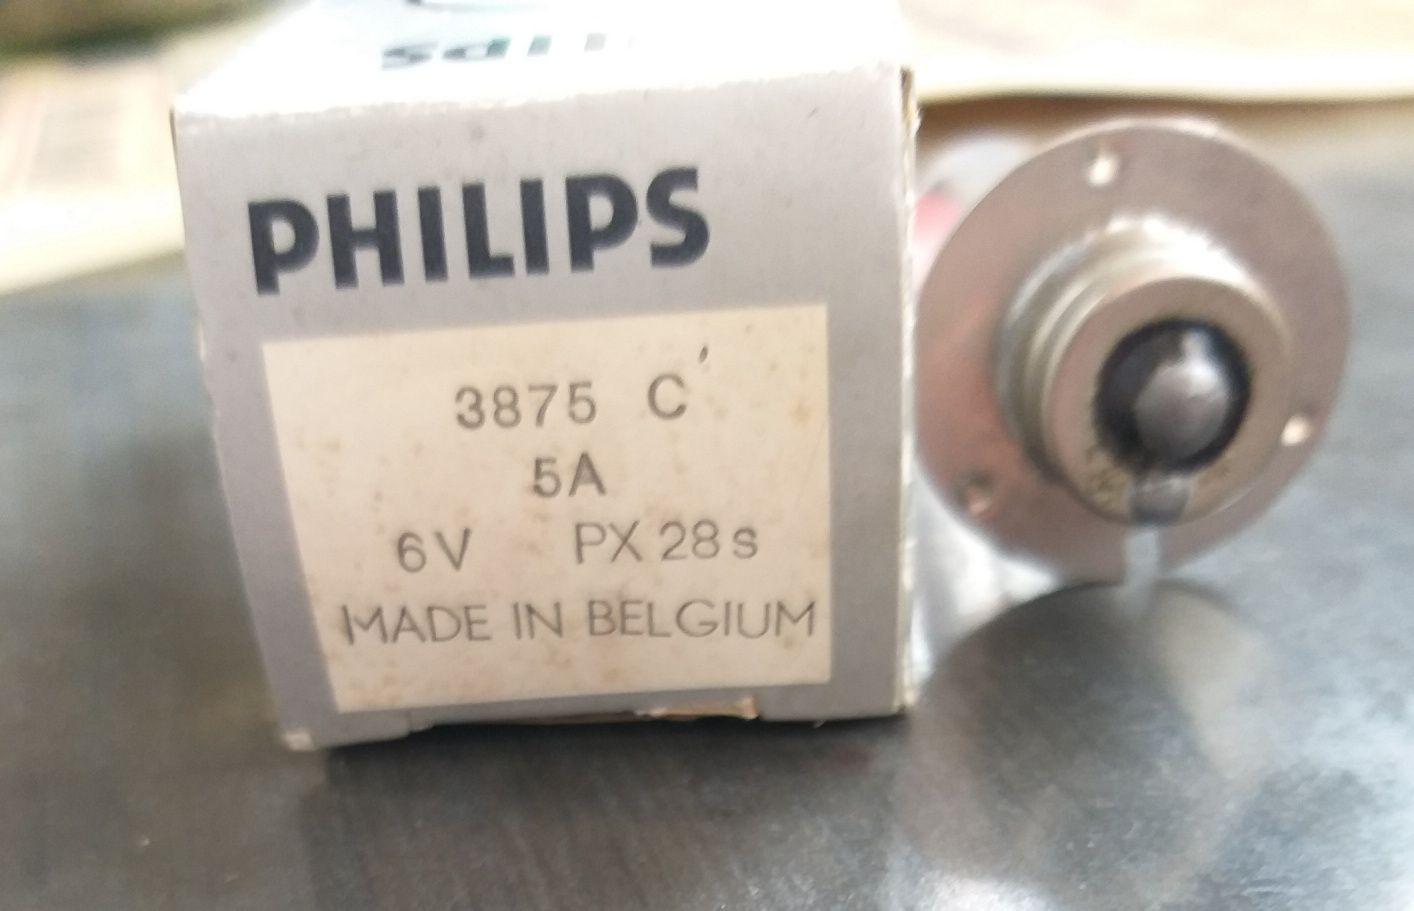 PHILIPS
3875 C
5A
6V PX 28s
MADE IN BELGIUM